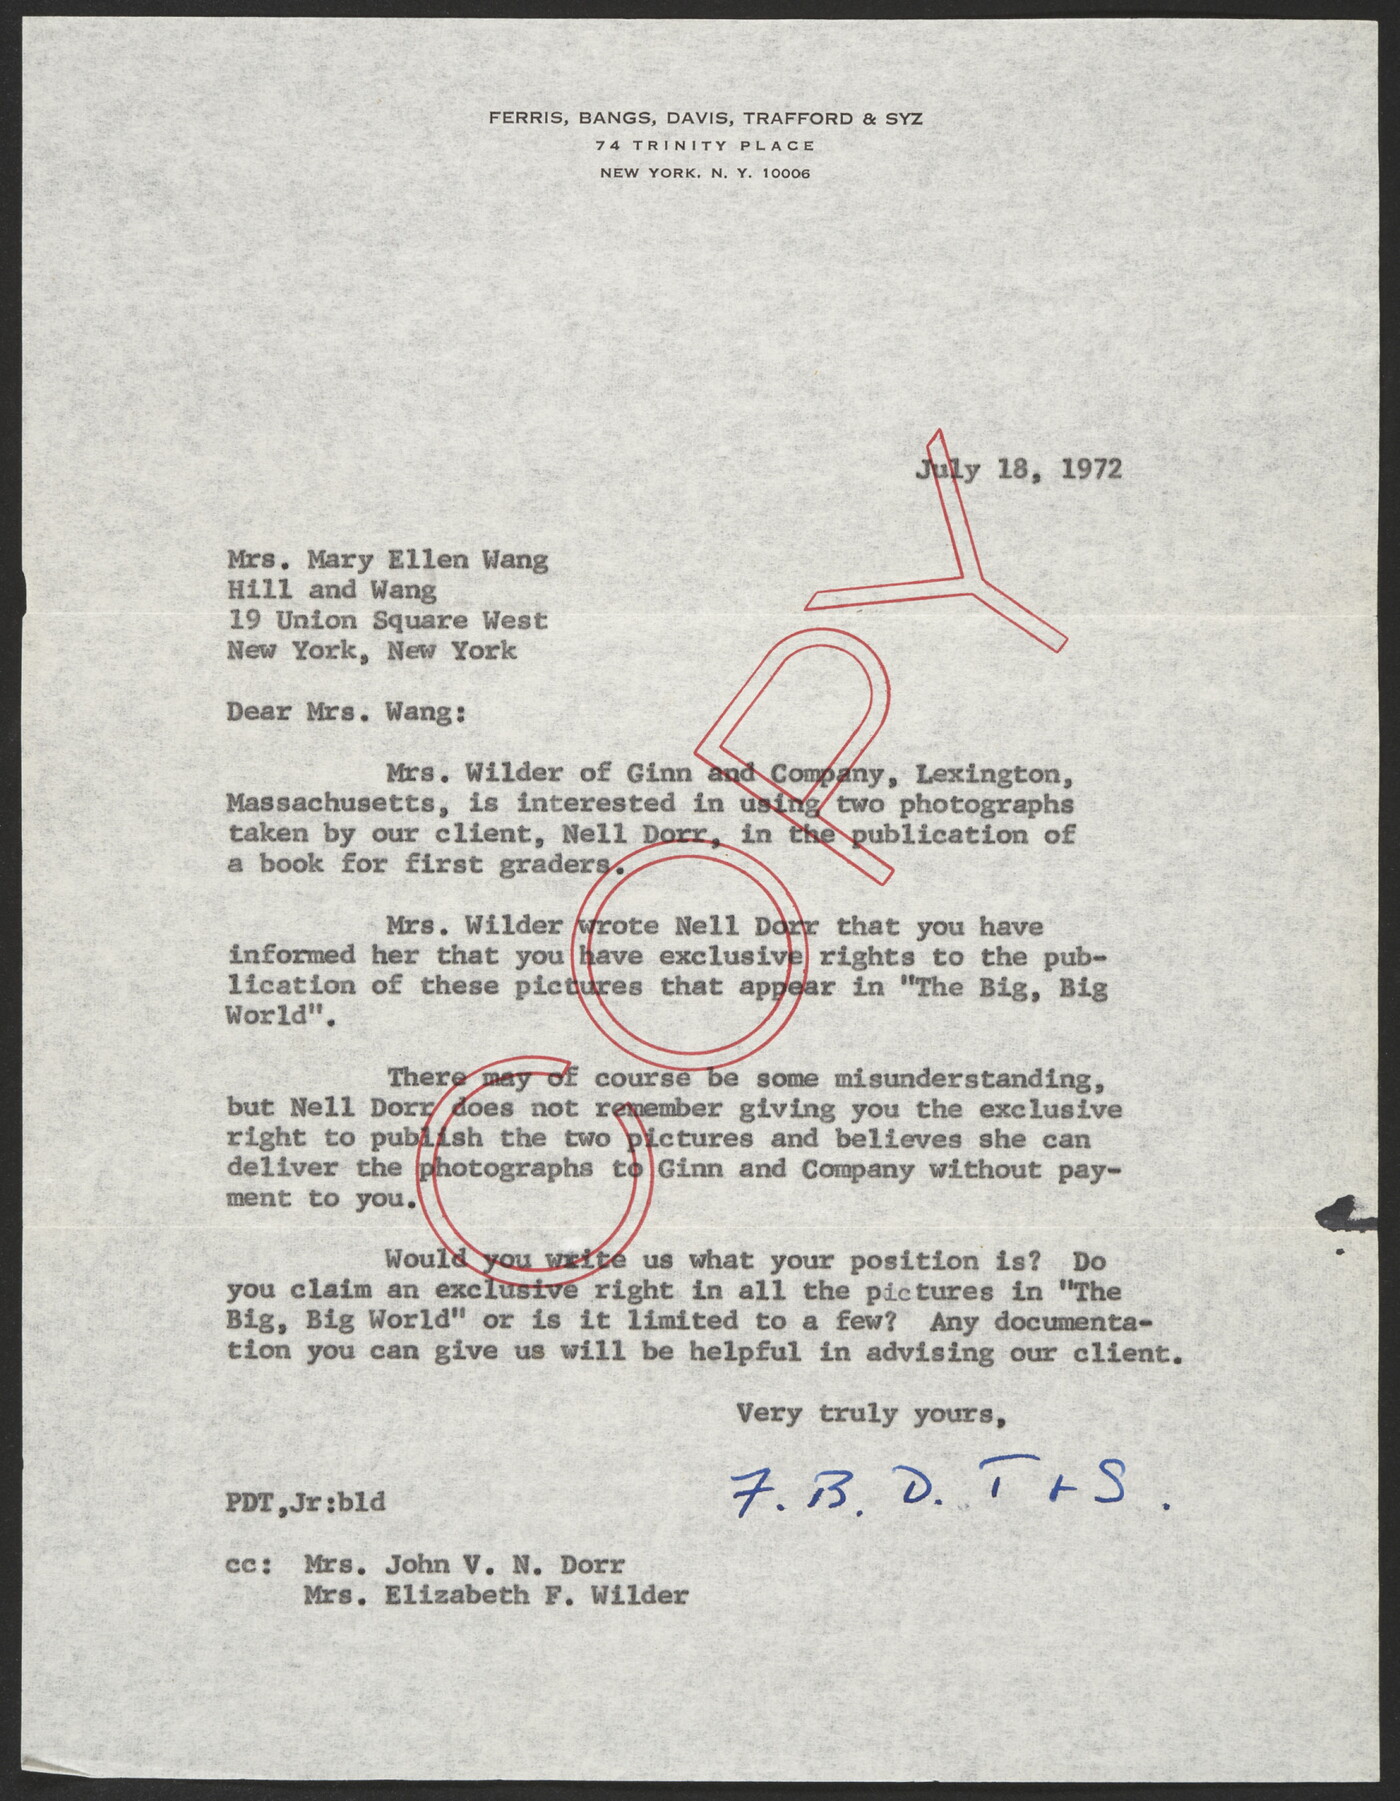 FERRIS, BANGS, DAVIS, TRAFFORD & SYZ
74 TRINITY PLACE
NEW YORK, N. Y. 10006
July 18, 1972
Mrs. Mary Ellen Wang
Hill and Wang
19 Union Square West
New York, New York
Dear Mrs. Wang:
Mrs. Wilder of Ginn and Company, Lexington,
Massachusetts, is interested in using two photographs
taken by our client, Nell Dorr, in the publication of
a book for first graders.
Mrs. Wilder wrote Nell Dorr that you have
informed her that you have exclusive rights to the pub-
lication of these pictures that appear in "The Big, Big
World".
There may of course be some misunderstanding,
but Nell Dorr does not remember giving you the exclusive
right to publish the two pictures and believes she can
deliver the photographs to Ginn and Company without pay-
ment to you.
Would you write us what your position is? Do
you claim an exclusive right in all the pictures in "The
Big, Big World" or is it limited to a few? Any documenta-
tion you can give us will be helpful in advising our client.
Very truly yours,
F. B. D. T + S.
PDT,Jr:bld
cc: Mrs. John V. N. Dorr
Mrs. Elizabeth F. Wilder
COPY